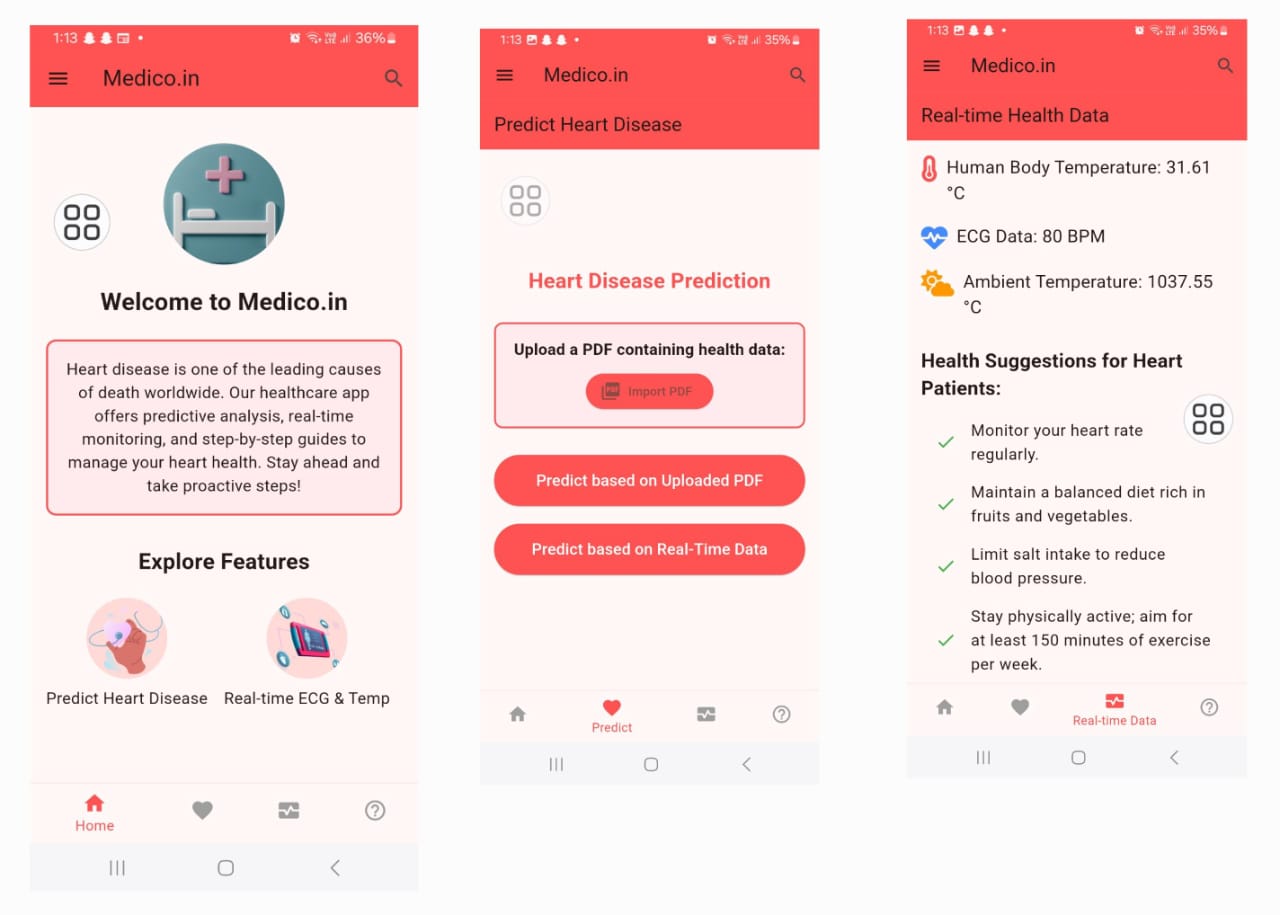 1:13
36%
Medico.in
Welcome to Medico.in
Heart disease is one of the leading causes
of death worldwide. Our healthcare app
offers predictive analysis, real-time
monitoring, and step-by-step guides to
manage your heart health. Stay ahead and
take proactive steps!
Explore Features
Predict Heart Disease
Real-time ECG & Temp
Home
1:13
35%
Medico.in
Predict Heart Disease
Heart Disease Prediction
Upload a PDF containing health data:
PDF
Import PDF
Predict based on Uploaded PDF
Predict based on Real-Time Data
Predict
1:13
35%
Medico.in
Real-time Health Data
Human Body Temperature: 31.61
°C
ECG Data: 80 BPM
Ambient Temperature: 1037.55
°C
Health Suggestions for Heart
Patients:
Monitor your heart rate
regularly.
Maintain a balanced diet rich in
fruits and vegetables.
Limit salt intake to reduce
blood pressure.
Stay physically active; aim for
at least 150 minutes of exercise
per week.
Real-time Data